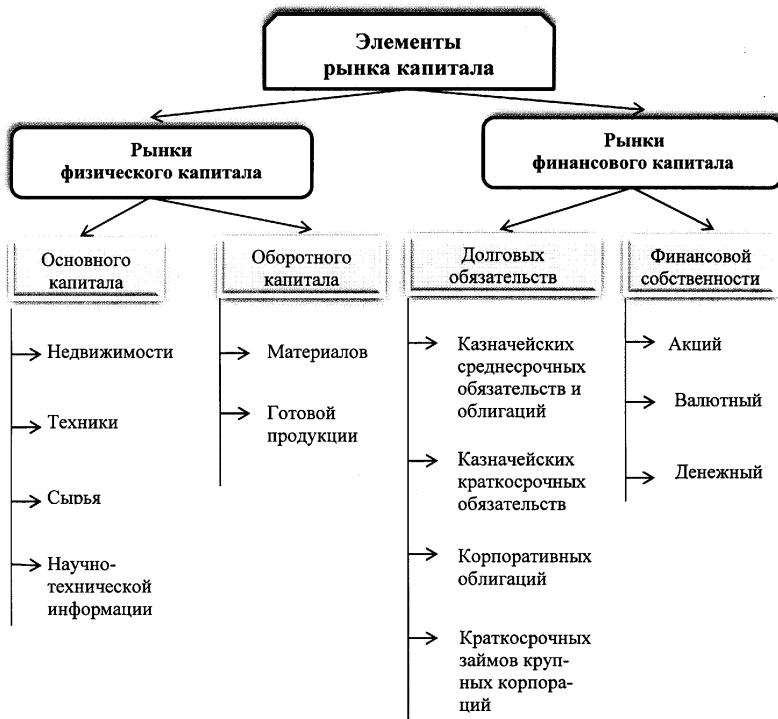 Элементы
рынка капитала
Рынки
физического капитала
Рынки
финансового капитала
Основного
капитала
Оборотного
капитала
Долговых
обязательств
Финансовой
собственности
Недвижимости
Техники
Сырья
Научно-
технической
информации
Материалов
Готовой
продукции
Казначейских
среднесрочных
обязательств и
облигаций
Казначейских
краткосрочных
обязательств
Корпоративных
облигаций
Краткосрочных
займов круп-
ных корпора-
ций
Акций
Валютный
Денежный